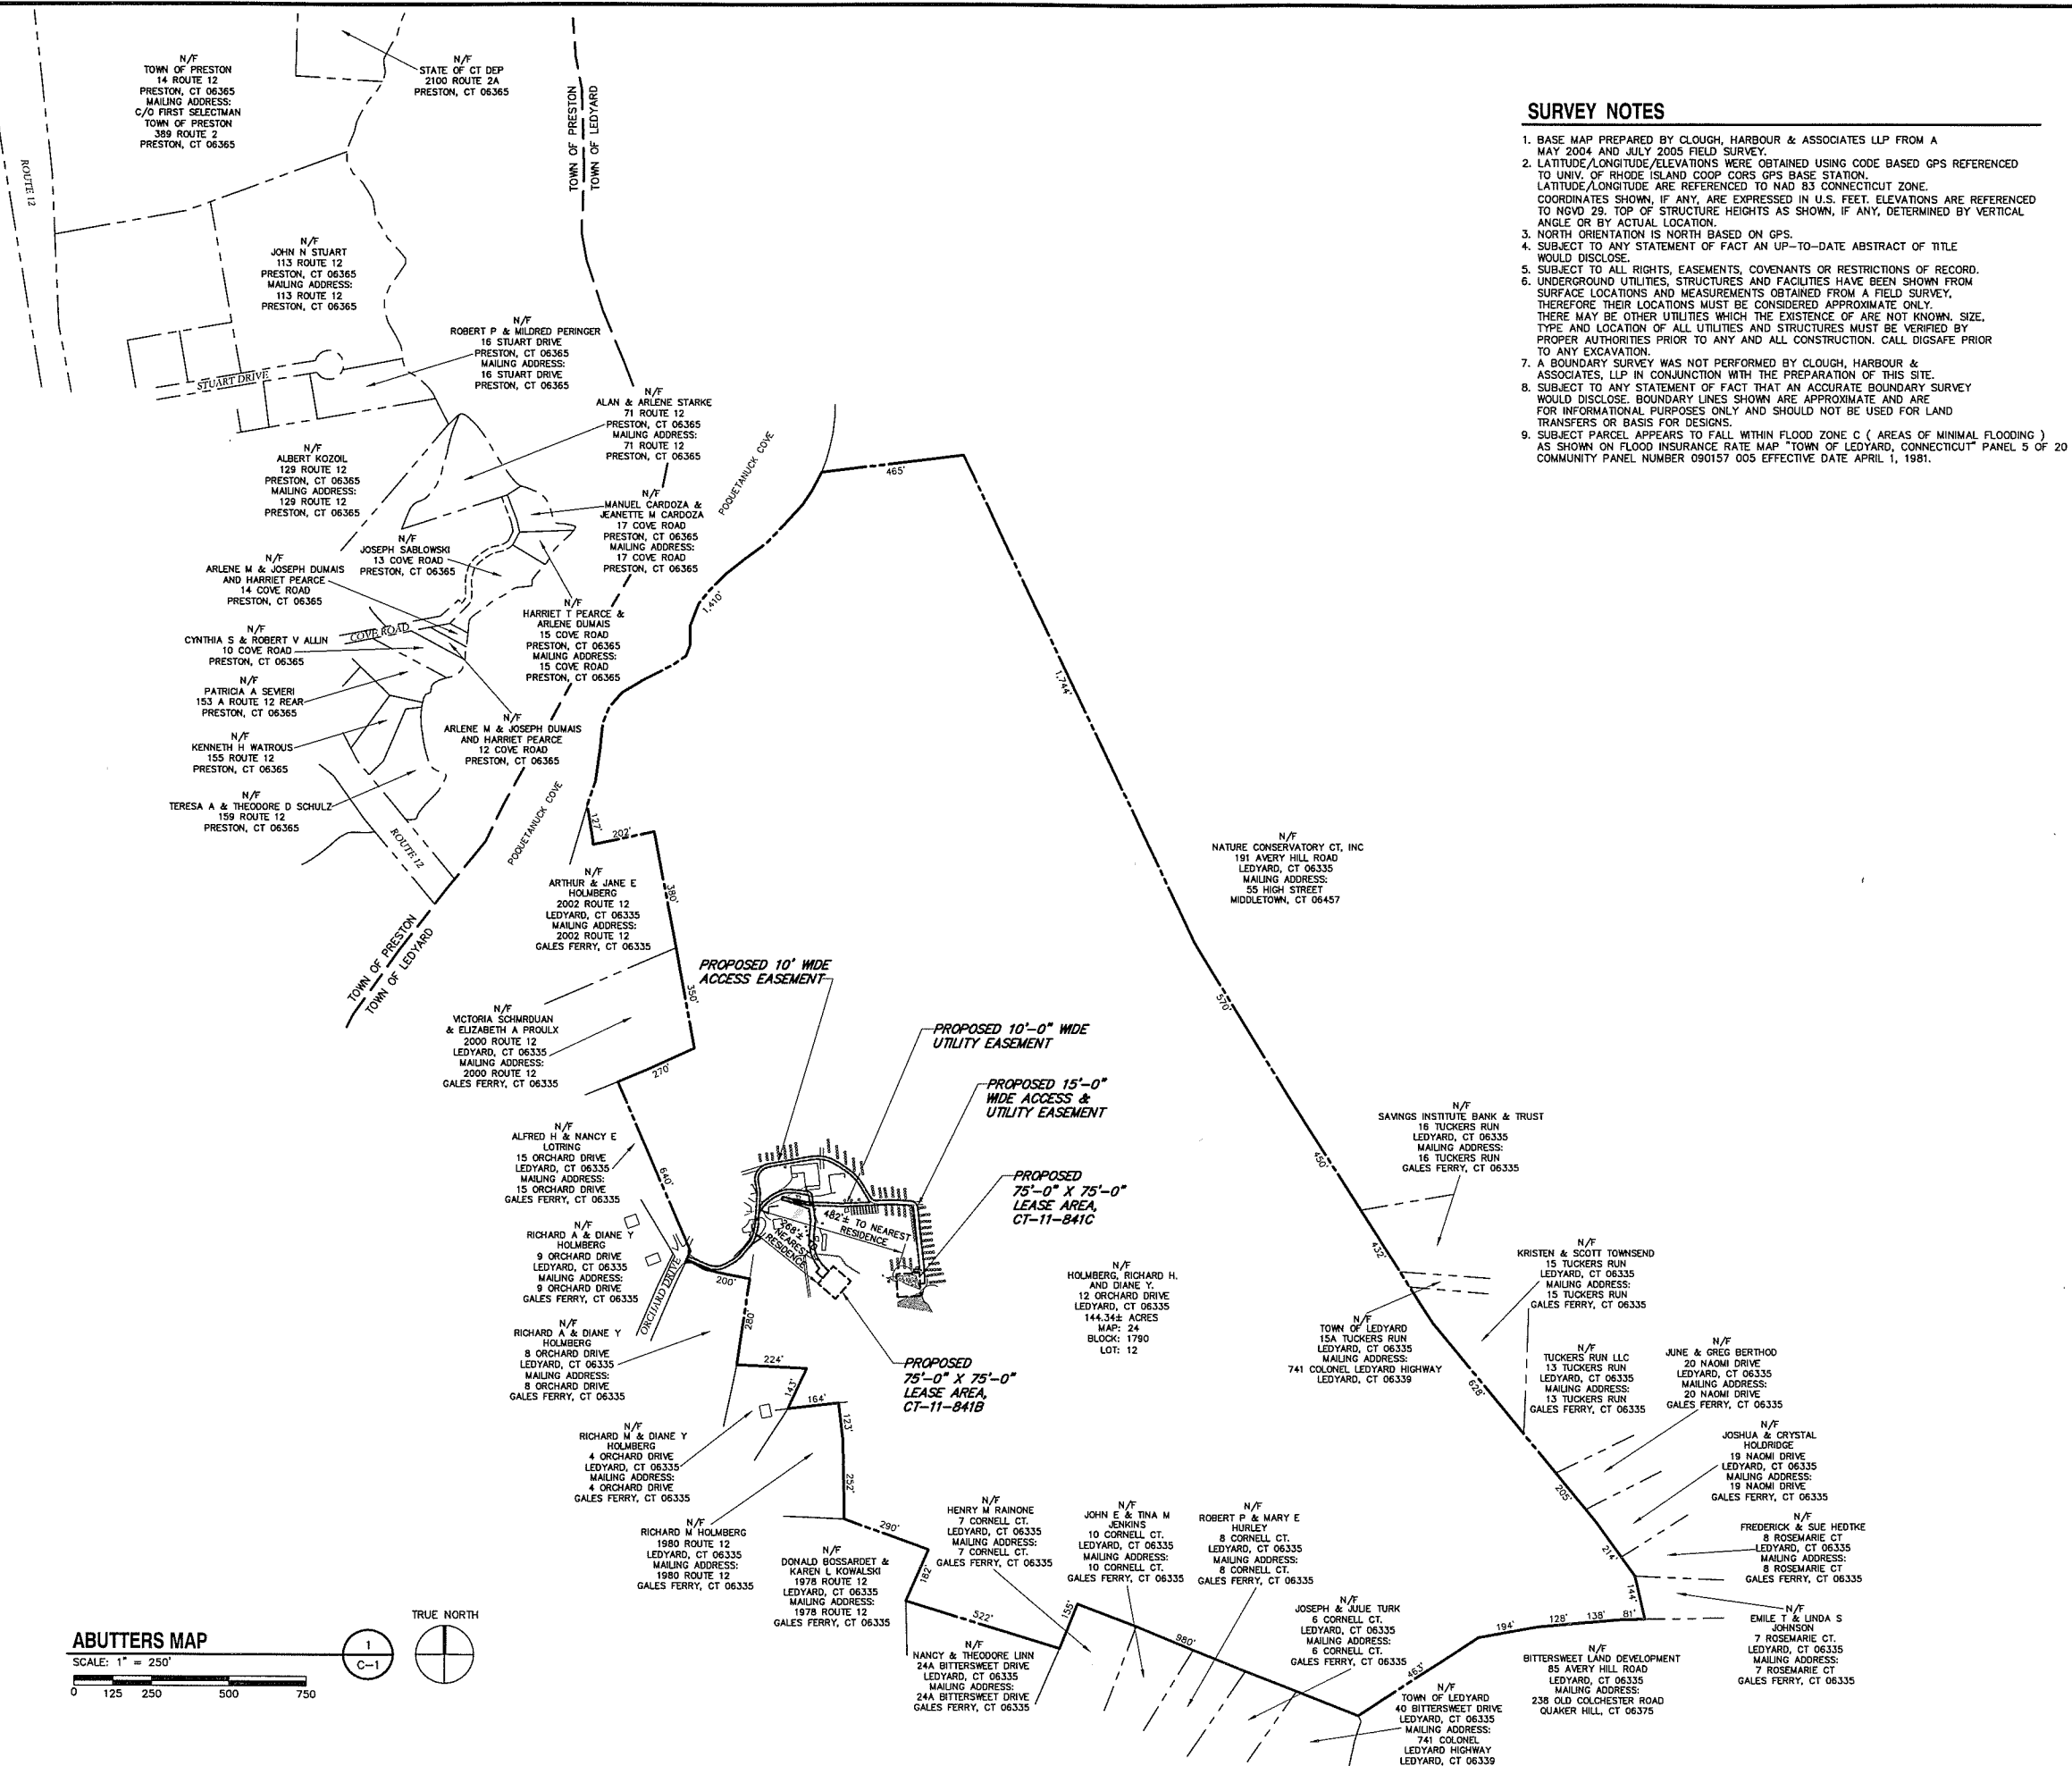 N/F
TOWN OF PRESTON
14 ROUTE 12
PRESTON, CT 06365
MAILING ADDRESS:
C/O FIRST SELECTMAN
TOWN OF PRESTON
389 ROUTE 2
PRESTON, CT 06365
N/F
STATE OF CT DEP
2100 ROUTE 2A
PRESTON, CT 06365
TOWN OF PRESTON
TOWN OF LEDYARD
ROUTE 12
SURVEY NOTES
1. BASE MAP PREPARED BY CLOUGH, HARBOUR & ASSOCIATES LLP FROM A
MAY 2004 AND JULY 2005 FIELD SURVEY.
2. LATITUDE/LONGITUDE/ELEVATIONS WERE OBTAINED USING CODE BASED GPS REFERENCED
TO UNIV. OF RHODE ISLAND COOP CORS GPS BASE STATION.
LATITUDE/LONGITUDE ARE REFERENCED TO NAD 83 CONNECTICUT ZONE.
COORDINATES SHOWN, IF ANY, ARE EXPRESSED IN U.S. FEET. ELEVATIONS ARE REFERENCED
TO NGVD 29. TOP OF STRUCTURE HEIGHTS AS SHOWN, IF ANY, DETERMINED BY VERTICAL
ANGLE OR BY ACTUAL LOCATION.
3. NORTH ORIENTATION IS NORTH BASED ON GPS.
4. SUBJECT TO ANY STATEMENT OF FACT AN UP-TO-DATE ABSTRACT OF TITLE
WOULD DISCLOSE.
5. SUBJECT TO ALL RIGHTS, EASEMENTS, COVENANTS OR RESTRICTIONS OF RECORD.
6. UNDERGROUND UTILITIES, STRUCTURES AND FACILITIES HAVE BEEN SHOWN FROM
SURFACE LOCATIONS AND MEASUREMENTS OBTAINED FROM A FIELD SURVEY,
THEREFORE THEIR LOCATIONS MUST BE CONSIDERED APPROXIMATE ONLY.
THERE MAY BE OTHER UTILITIES WHICH THE EXISTENCE OF ARE NOT KNOWN. SIZE,
TYPE AND LOCATION OF ALL UTILITIES AND STRUCTURES MUST BE VERIFIED BY
PROPER AUTHORITIES PRIOR TO ANY AND ALL CONSTRUCTION. CALL DIGSAFE PRIOR
TO ANY EXCAVATION.
7. A BOUNDARY SURVEY WAS NOT PERFORMED BY CLOUGH, HARBOUR &
ASSOCIATES, LLP IN CONJUNCTION WITH THE PREPARATION OF THIS SITE.
8. SUBJECT TO ANY STATEMENT OF FACT THAT AN ACCURATE BOUNDARY SURVEY
WOULD DISCLOSE. BOUNDARY LINES SHOWN ARE APPROXIMATE AND ARE
FOR INFORMATIONAL PURPOSES ONLY AND SHOULD NOT BE USED FOR LAND
TRANSFERS OR BASIS FOR DESIGNS.
9. SUBJECT PARCEL APPEARS TO FALL WITHIN FLOOD ZONE C ( AREAS OF MINIMAL FLOODING )
AS SHOWN ON FLOOD INSURANCE RATE MAP "TOWN OF LEDYARD, CONNECTICUT" PANEL 5 OF 20
COMMUNITY PANEL NUMBER 090157 005 EFFECTIVE DATE APRIL 1, 1981.
N/F
JOHN N STUART
113 ROUTE 12
PRESTON, CT 06365
MAILING ADDRESS:
113 ROUTE 12
PRESTON, CT 06365
N/F
ROBERT P & MILDRED PERINGER
16 STUART DRIVE
PRESTON, CT 06365
MAILING ADDRESS:
16 STUART DRIVE
PRESTON, CT 06365
STUART DRIVE
N/F
ALAN & ARLENE STARKE
71 ROUTE 12
PRESTON, CT 06365
MAILING ADDRESS:
71 ROUTE 12
PRESTON, CT 06365
N/F
ALBERT KOZOIL
129 ROUTE 12
PRESTON, CT 06365
MAILING ADDRESS:
129 ROUTE 12
PRESTON, CT 06365
POQUETANUCK COVE
465'
N/F
MANUEL CARDOZA &
JEANETTE M CARDOZA
17 COVE ROAD
PRESTON, CT 06365
MAILING ADDRESS:
17 COVE ROAD
PRESTON, CT 06365
N/F
JOSEPH SABLOWSKI
13 COVE ROAD
PRESTON, CT 06365
N/F
ARLENE M & JOSEPH DUMAIS
AND HARRIET PEARCE
14 COVE ROAD
PRESTON, CT 06365
1,410'
N/F
HARRIET T PEARCE &
ARLENE DUMAIS
15 COVE ROAD
PRESTON, CT 06365
MAILING ADDRESS:
15 COVE ROAD
PRESTON, CT 06365
N/F
CYNTHIA S & ROBERT V ALLIN
10 COVE ROAD
PRESTON, CT 06365
COVE ROAD
1,744'
N/F
PATRICIA A SEVIERI
153 A ROUTE 12 REAR
PRESTON, CT 06365
N/F
ARLENE M & JOSEPH DUMAIS
AND HARRIET PEARCE
12 COVE ROAD
PRESTON, CT 06365
N/F
KENNETH H WATROUS
155 ROUTE 12
PRESTON, CT 06365
N/F
TERESA A & THEODORE D SCHULZ
159 ROUTE 12
PRESTON, CT 06365
ROUTE 12
POQUETANUCK COVE
127'
202'
380'
N/F
NATURE CONSERVATORY CT, INC
191 AVERY HILL ROAD
LEDYARD, CT 06335
MAILING ADDRESS:
55 HIGH STREET
MIDDLETOWN, CT 06457
N/F
ARTHUR & JANE E
HOLMBERG
2002 ROUTE 12
LEDYARD, CT 06335
MAILING ADDRESS:
2002 ROUTE 12
GALES FERRY, CT 06335
TOWN OF PRESTON
TOWN OF LEDYARD
PROPOSED 10' WIDE
ACCESS EASEMENT
350'
570'
N/F
VICTORIA SCHMRDUAN
& ELIZABETH A PROULX
2000 ROUTE 12
LEDYARD, CT 06335
MAILING ADDRESS:
2000 ROUTE 12
GALES FERRY, CT 06335
270'
PROPOSED 10'-0" WIDE
UTILITY EASEMENT
PROPOSED 15'-0"
WIDE ACCESS &
UTILITY EASEMENT
N/F
SAVINGS INSTITUTE BANK & TRUST
16 TUCKERS RUN
LEDYARD, CT 06335
MAILING ADDRESS:
16 TUCKERS RUN
GALES FERRY, CT 06335
N/F
ALFRED H & NANCY E
LOTRING
15 ORCHARD DRIVE
LEDYARD, CT 06335
MAILING ADDRESS:
15 ORCHARD DRIVE
GALES FERRY, CT 06335
640'
450'
PROPOSED
75'-0" X 75'-0"
LEASE AREA,
CT-11-841C
482'± TO NEAREST
RESIDENCE
268'±
NEAREST
RESIDENCE
N/F
RICHARD A & DIANE Y
HOLMBERG
9 ORCHARD DRIVE
LEDYARD, CT 06335
MAILING ADDRESS:
9 ORCHARD DRIVE
GALES FERRY, CT 06335
432'
N/F
KRISTEN & SCOTT TOWNSEND
15 TUCKERS RUN
LEDYARD, CT 06335
MAILING ADDRESS:
15 TUCKERS RUN
GALES FERRY, CT 06335
ORCHARD DRIVE
200'
N/F
HOLMBERG, RICHARD H.
AND DIANE Y.
12 ORCHARD DRIVE
LEDYARD, CT 06335
144.34± ACRES
MAP: 24
BLOCK: 1790
LOT: 12
280'
N/F
RICHARD A & DIANE Y
HOLMBERG
8 ORCHARD DRIVE
LEDYARD, CT 06335
MAILING ADDRESS:
8 ORCHARD DRIVE
GALES FERRY, CT 06335
N/F
TOWN OF LEDYARD
15A TUCKERS RUN
LEDYARD, CT 06335
MAILING ADDRESS:
741 COLONEL LEDYARD HIGHWAY
LEDYARD, CT 06339
N/F
TUCKERS RUN LLC
13 TUCKERS RUN
LEDYARD, CT 06335
MAILING ADDRESS:
13 TUCKERS RUN
GALES FERRY, CT 06335
N/F
JUNE & GREG BERTHOD
20 NAOMI DRIVE
LEDYARD, CT 06335
MAILING ADDRESS:
20 NAOMI DRIVE
GALES FERRY, CT 06335
224'
143'
164'
123'
PROPOSED
75'-0" X 75'-0"
LEASE AREA,
CT-11-841B
628'
N/F
JOSHUA & CRYSTAL
HOLDRIDGE
19 NAOMI DRIVE
LEDYARD, CT 06335
MAILING ADDRESS:
19 NAOMI DRIVE
GALES FERRY, CT 06335
N/F
RICHARD M & DIANE Y
HOLMBERG
4 ORCHARD DRIVE
LEDYARD, CT 06335
MAILING ADDRESS:
4 ORCHARD DRIVE
GALES FERRY, CT 06335
252'
205'
N/F
RICHARD M HOLMBERG
1980 ROUTE 12
LEDYARD, CT 06335
MAILING ADDRESS:
1980 ROUTE 12
GALES FERRY, CT 06335
290'
182'
N/F
HENRY M RAINONE
7 CORNELL CT.
LEDYARD, CT 06335
MAILING ADDRESS:
7 CORNELL CT.
GALES FERRY, CT 06335
N/F
JOHN E & TINA M
JENKINS
10 CORNELL CT.
LEDYARD, CT 06335
MAILING ADDRESS:
10 CORNELL CT.
GALES FERRY, CT 06335
N/F
ROBERT P & MARY E
HURLEY
8 CORNELL CT.
LEDYARD, CT 06335
MAILING ADDRESS:
8 CORNELL CT.
GALES FERRY, CT 06335
N/F
FREDERICK & SUE HEDTKE
8 ROSEMARIE CT
LEDYARD, CT 06335
MAILING ADDRESS:
8 ROSEMARIE CT
GALES FERRY, CT 06335
214'
144'
N/F
DONALD BOSSARDET &
KAREN L KOWALSKI
1978 ROUTE 12
LEDYARD, CT 06335
MAILING ADDRESS:
1978 ROUTE 12
GALES FERRY, CT 06335
522'
155'
980'
N/F
JOSEPH & JULIE TURK
6 CORNELL CT.
LEDYARD, CT 06335
MAILING ADDRESS:
6 CORNELL CT.
GALES FERRY, CT 06335
463'
194'
128'
138'
81'
N/F
EMILE T & LINDA S
JOHNSON
7 ROSEMARIE CT.
LEDYARD, CT 06335
MAILING ADDRESS:
7 ROSEMARIE CT
GALES FERRY, CT 06335
N/F
NANCY & THEODORE LINN
24A BITTERSWEET DRIVE
LEDYARD, CT 06335
MAILING ADDRESS:
24A BITTERSWEET DRIVE
GALES FERRY, CT 06335
N/F
BITTERSWEET LAND DEVELOPMENT
85 AVERY HILL ROAD
LEDYARD, CT 06335
MAILING ADDRESS:
238 OLD COLCHESTER ROAD
QUAKER HILL, CT 06375
N/F
TOWN OF LEDYARD
40 BITTERSWEET DRIVE
LEDYARD, CT 06335
MAILING ADDRESS:
741 COLONEL
LEDYARD HIGHWAY
LEDYARD, CT 06339
ABUTTERS MAP
SCALE: 1" = 250'
0 125 250 500 750
1
C-1
TRUE NORTH